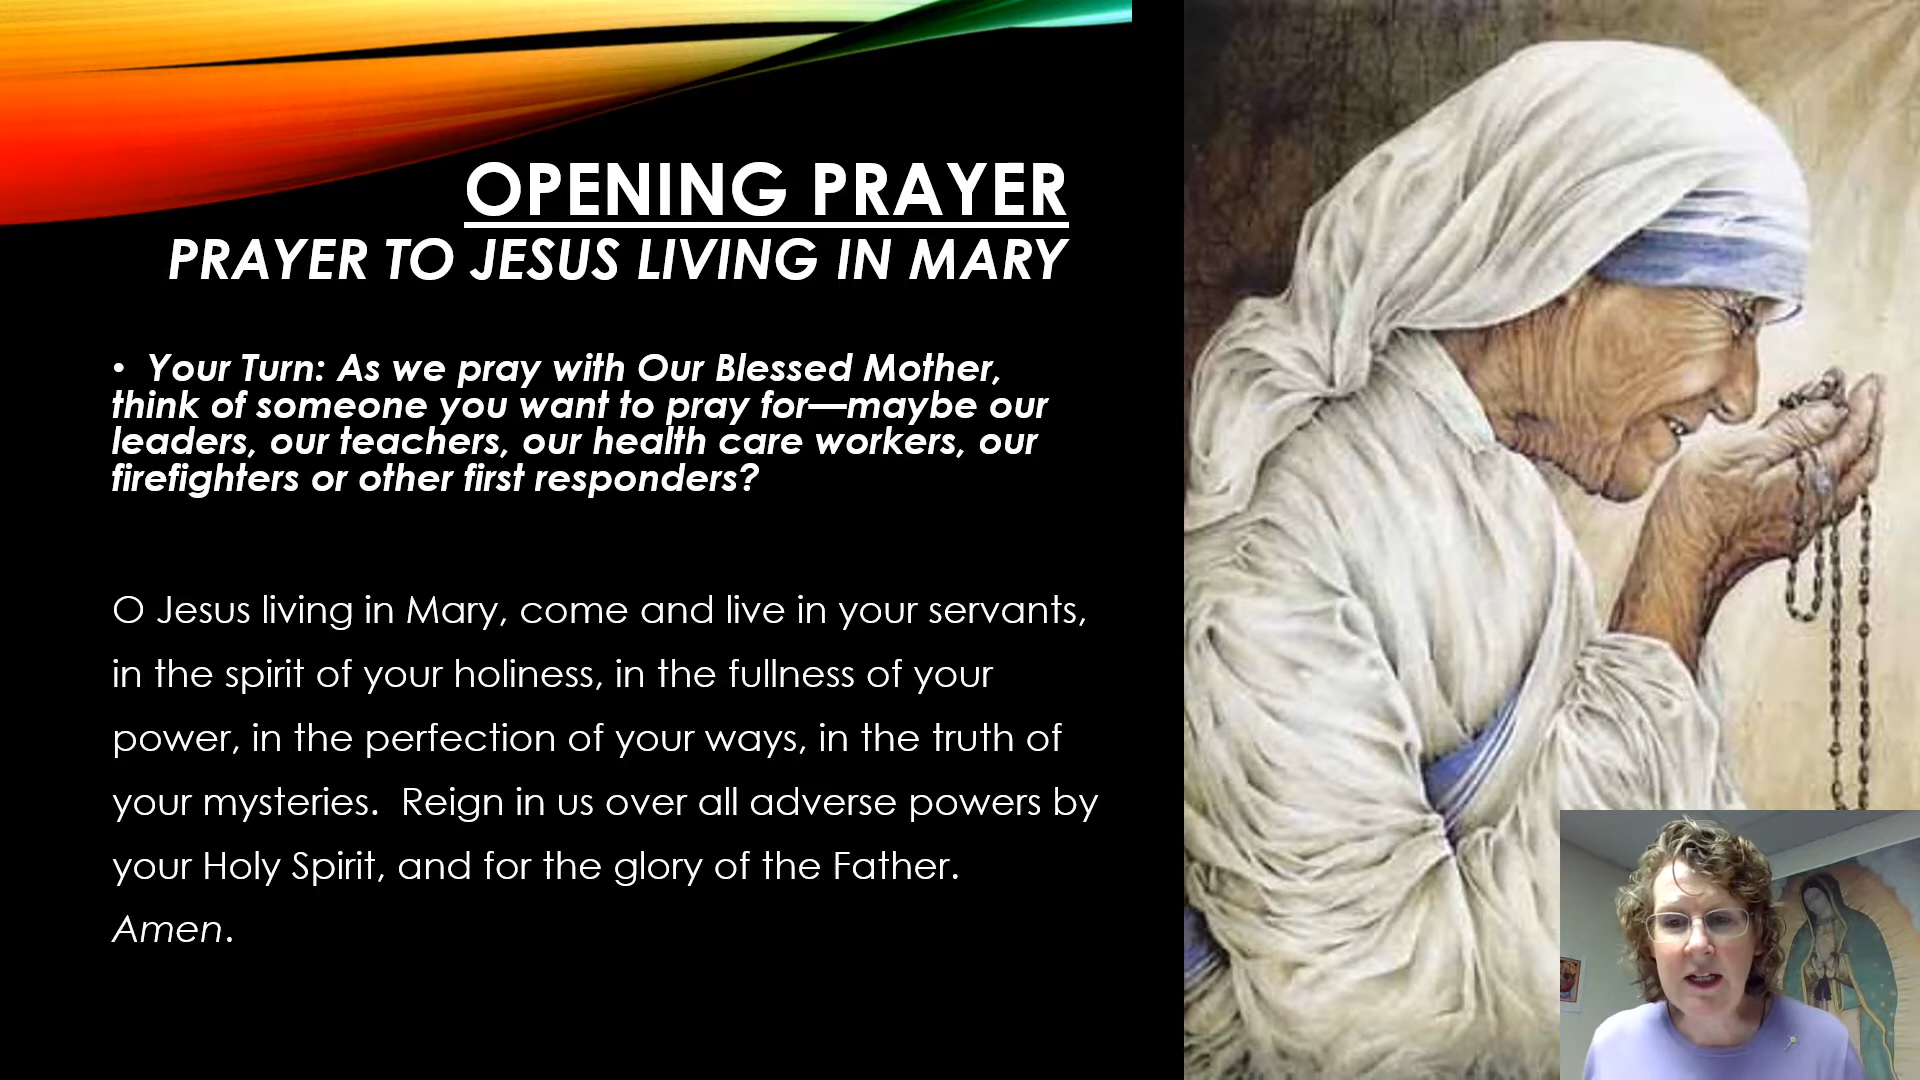 OPENING PRAYER
PRAYER TO JESUS LIVING IN MARY
• Your Turn: As we pray with Our Blessed Mother,
think of someone you want to pray for—maybe our
leaders, our teachers, our health care workers, our
firefighters or other first responders?
O Jesus living in Mary, come and live in your servants,
in the spirit of your holiness, in the fullness of your
power, in the perfection of your ways, in the truth of
your mysteries.  Reign in us over all adverse powers by
your Holy Spirit, and for the glory of the Father.
Amen.